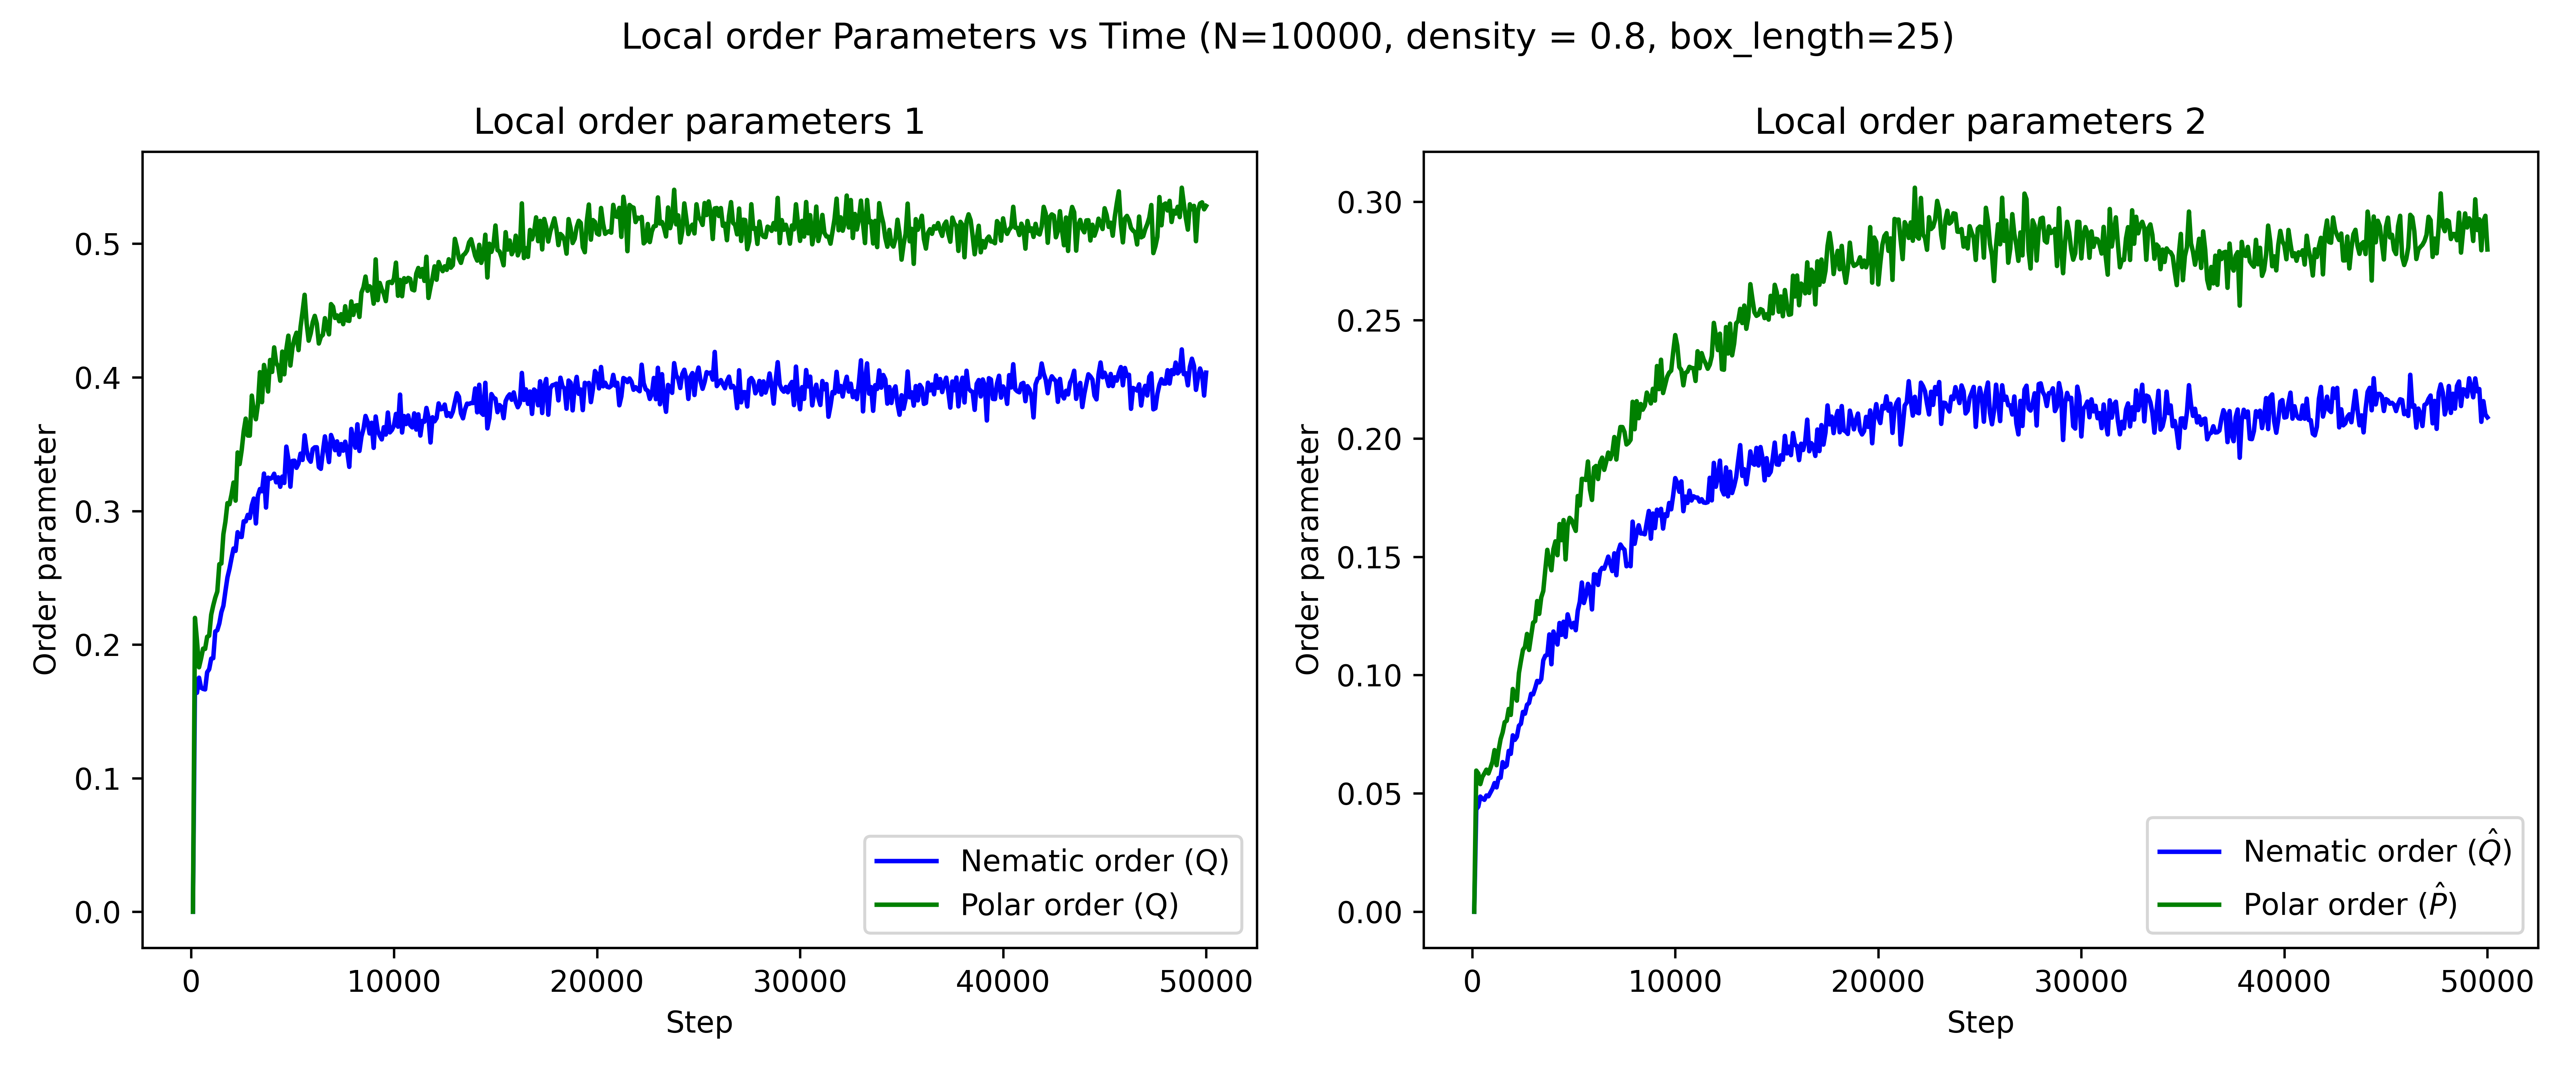 Local order Parameters vs Time (N=10000, density = 0.8, box_length=25)
Local order parameters 1
Order parameter
0.5
0.4
0.3
0.2
0.1
0.0
Nematic order (Q)
Polar order (Q)
0 10000 20000 30000 40000 50000
Step
Local order parameters 2
Order parameter
0.30
0.25
0.20
0.15
0.10
0.05
0.00
Nematic order (Q̂)
Polar order (P̂)
0 10000 20000 30000 40000 50000
Step